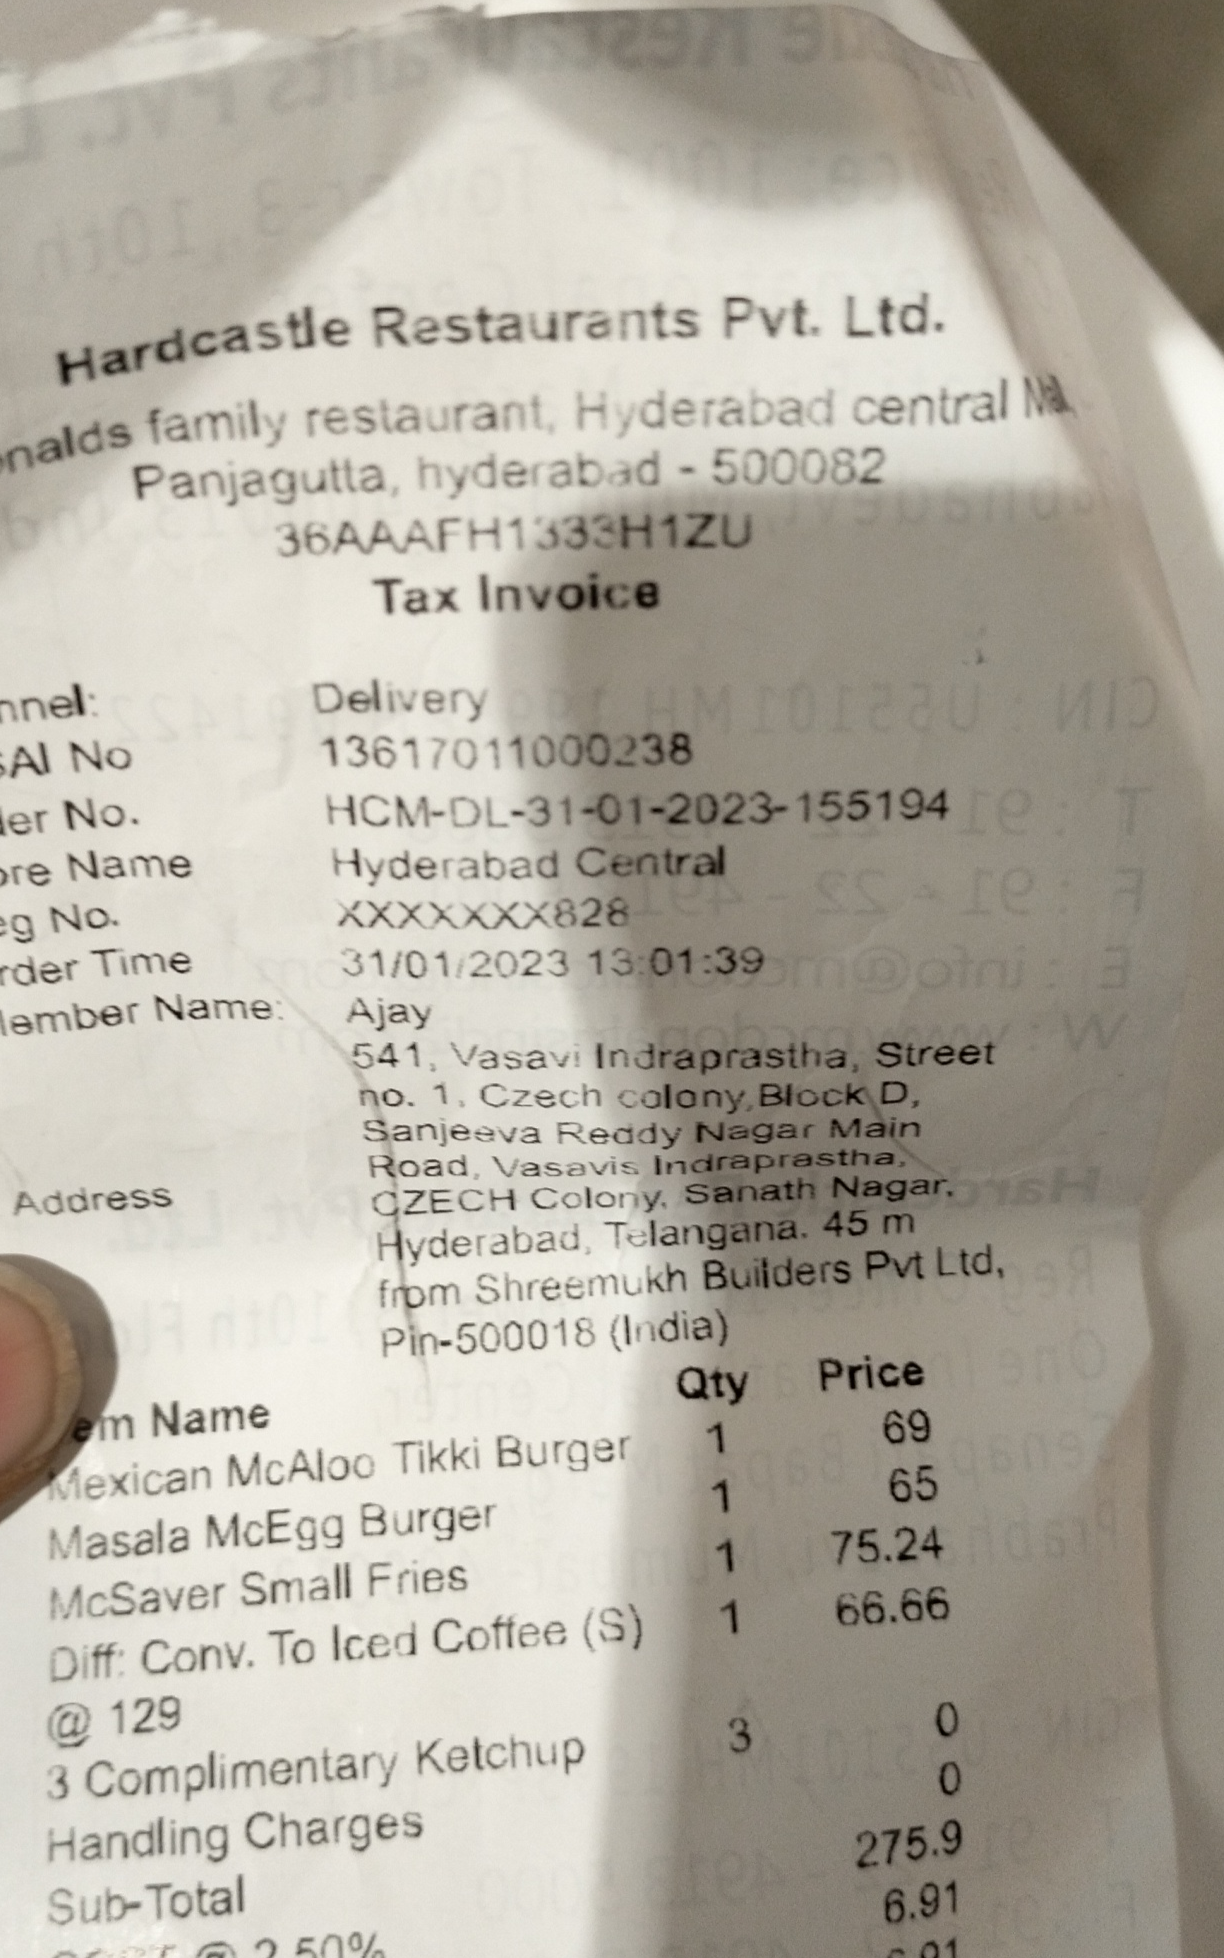 Hardcastle Restaurants Pvt. Ltd.
nalds family restaurant, Hyderabad central
Panjagutta, hyderabad - 500082
36AAAFH1333H1ZU
Tax Invoice
nnel: Delivery
AI No 13617011000238
er No. HCM-DL-31-01-2023-155194
ore Name Hyderabad Central
eg No. XXXXXXX828
rder Time 31/01/2023 13:01:39
ember Name: Ajay
541, Vasavi Indraprastha, Street
no. 1, Czech colony,Block D,
Sanjeeva Reddy Nagar Main
Road, Vasavis Indraprastha,
Address CZECH Colony, Sanath Nagar,
Hyderabad, Telangana. 45 m
from Shreemukh Builders Pvt Ltd,
Pin-500018 (India)
em Name Qty Price
Mexican McAloo Tikki Burger 1 69
Masala McEgg Burger 1 65
McSaver Small Fries 1 75.24
Diff: Conv. To Iced Coffee (S) 1 66.66
@ 129
3 Complimentary Ketchup 3 0
Handling Charges 0
Sub-Total 275.9
@ 2.50% 6.91